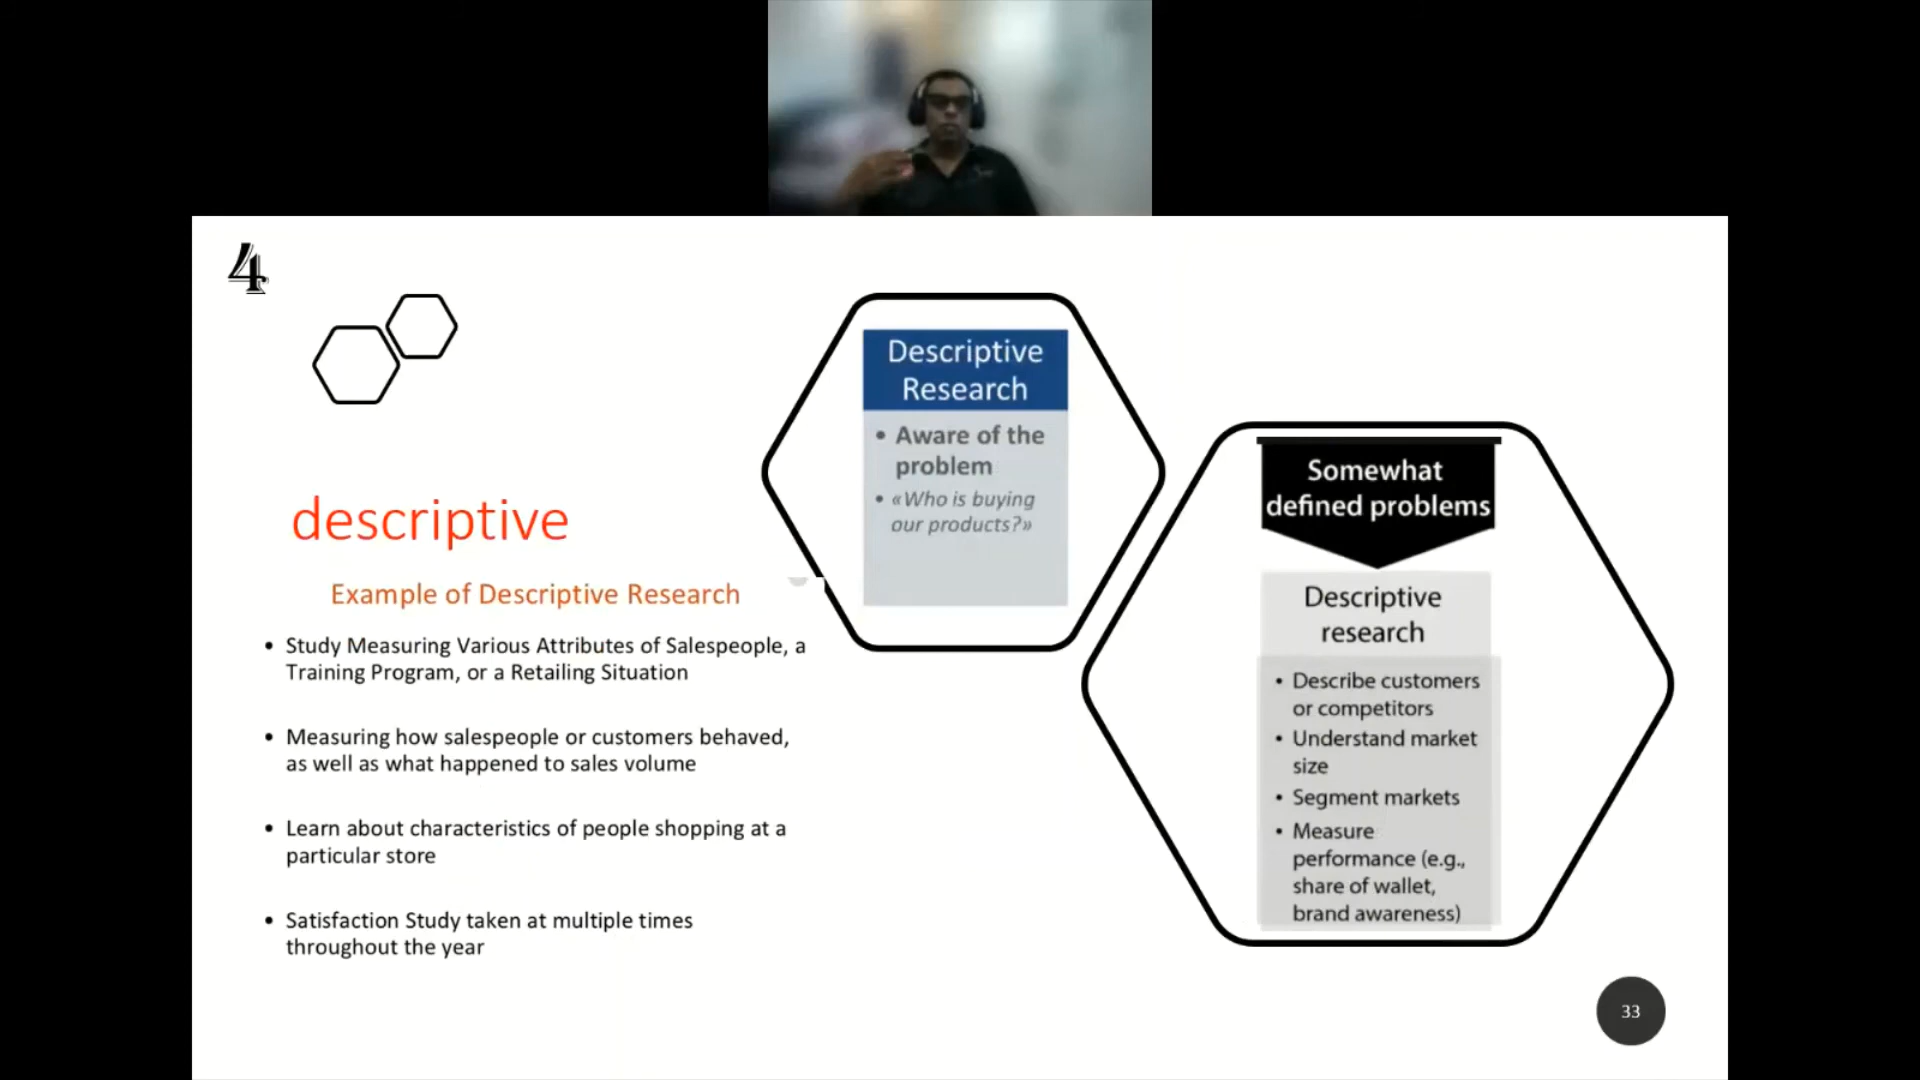 4
descriptive
Example of Descriptive Research
• Study Measuring Various Attributes of Salespeople, a
Training Program, or a Retailing Situation
• Measuring how salespeople or customers behaved,
as well as what happened to sales volume
• Learn about characteristics of people shopping at a
particular store
• Satisfaction Study taken at multiple times
throughout the year
Descriptive
Research
• Aware of the
problem
• «Who is buying
our products?»
Somewhat
defined problems
Descriptive
research
• Describe customers
or competitors
• Understand market
size
• Segment markets
• Measure
performance (e.g.,
share of wallet,
brand awareness)
33